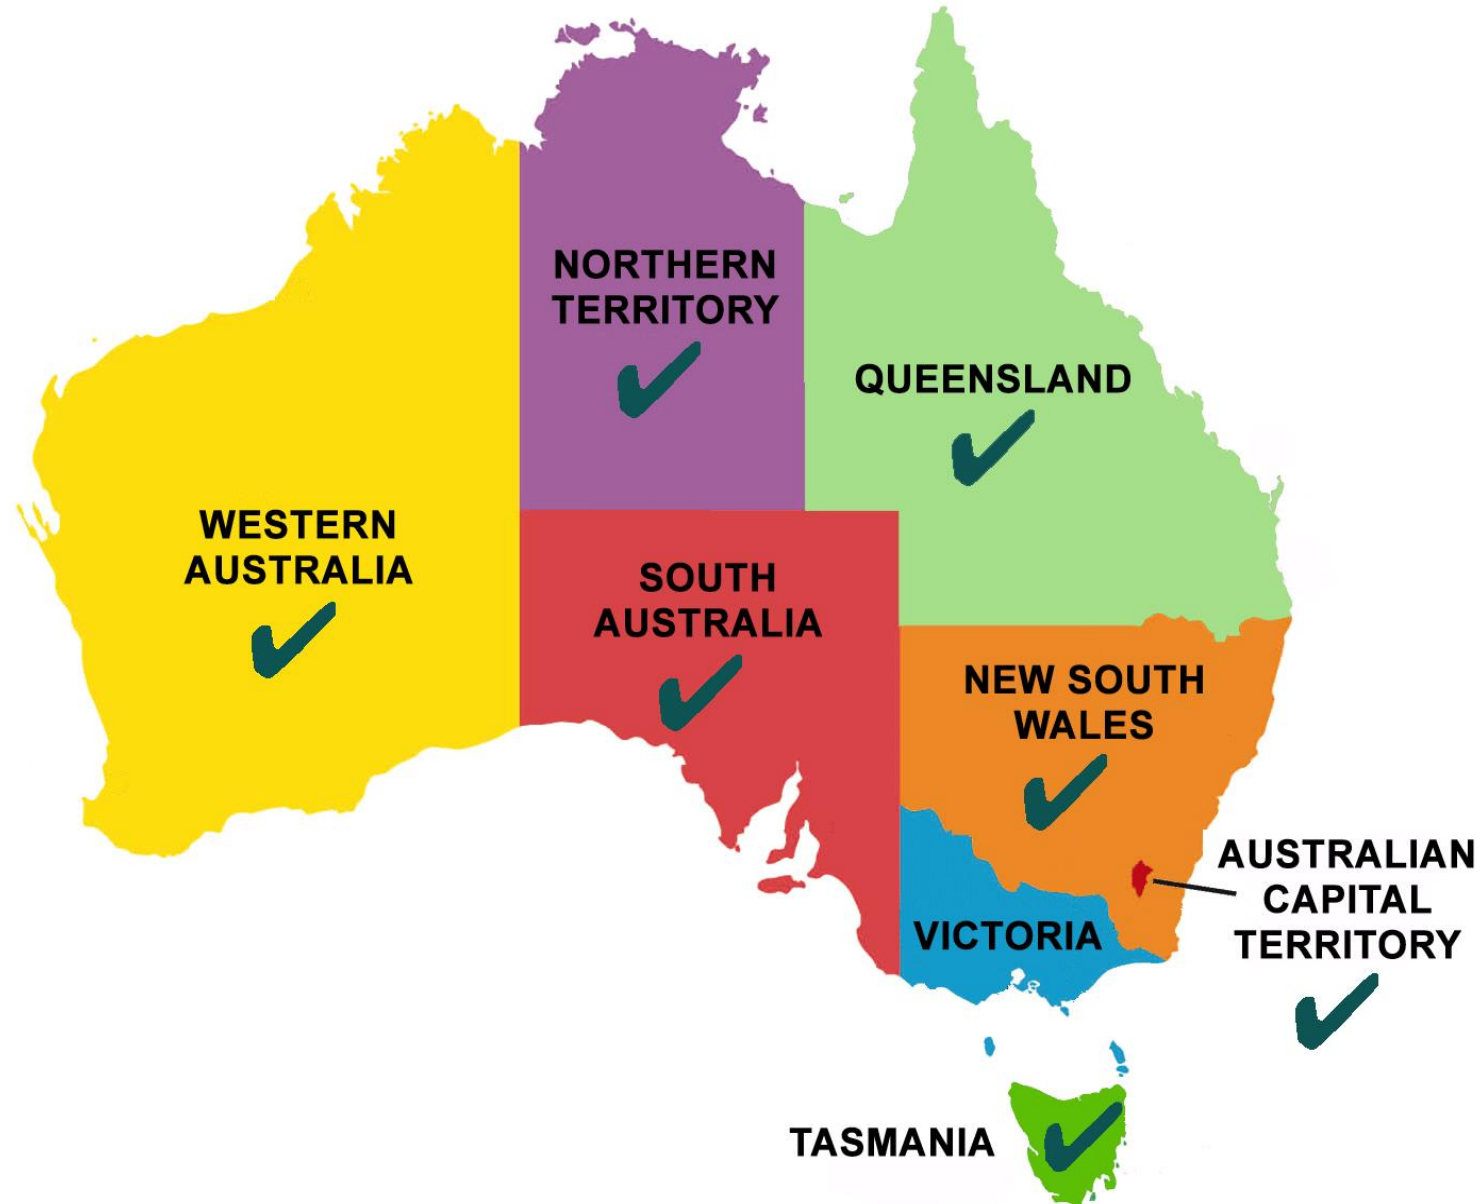 NORTHERN
TERRITORY
QUEENSLAND
WESTERN
AUSTRALIA
SOUTH
AUSTRALIA
NEW SOUTH
WALES
AUSTRALIAN
CAPITAL
TERRITORY
VICTORIA
TASMANIA